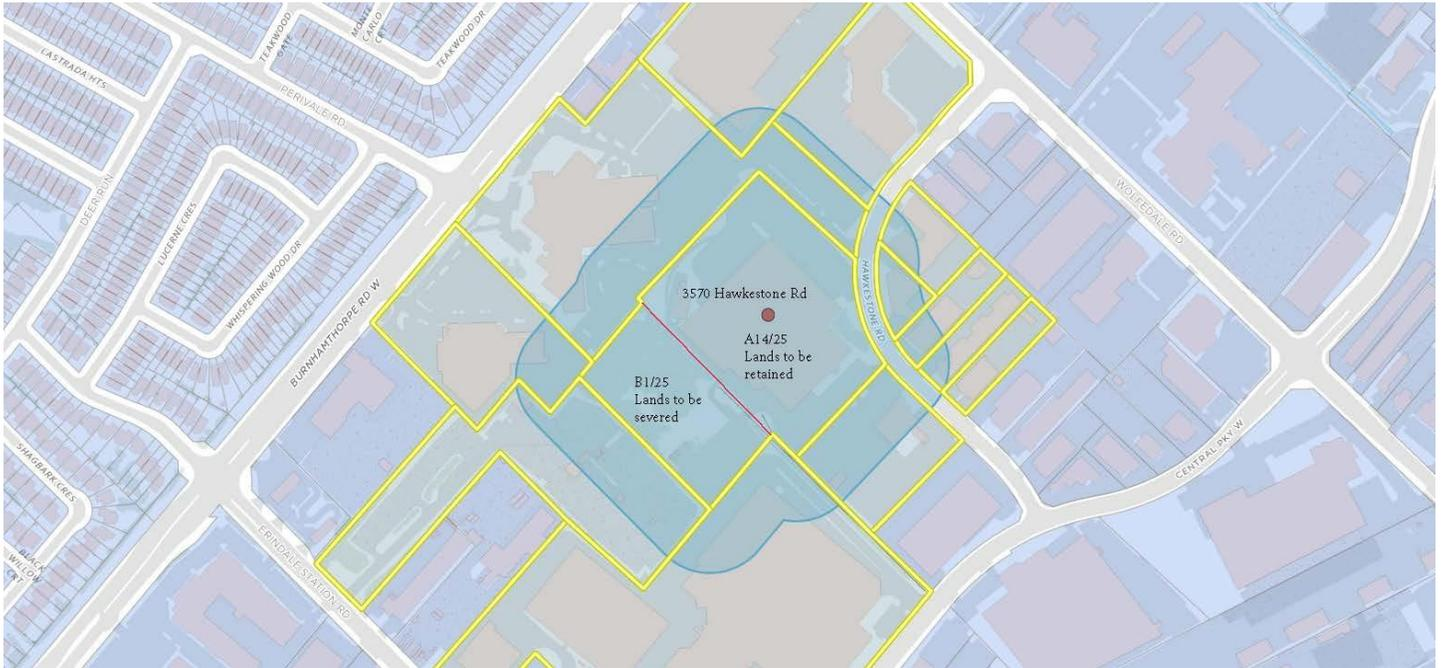 TEAKWOOD
GATE
MONTE
CARLO
TEAKWOOD DR
LASTRADA HTS
PERIVALE RD
DEER RUN
LUCERNE CRES
WHISPERING WOOD DR
BURNHAMTHORPE RD W
WOLFEDALE RD
HAWKESTONE RD
3570 Hawkestone Rd
A14/25
Lands to be
retained
B1/25
Lands to be
severed
CENTRAL PKY W
SHAGBARK CRES
BLACK
WILLOW
CRT
ERINDALE STATION RD